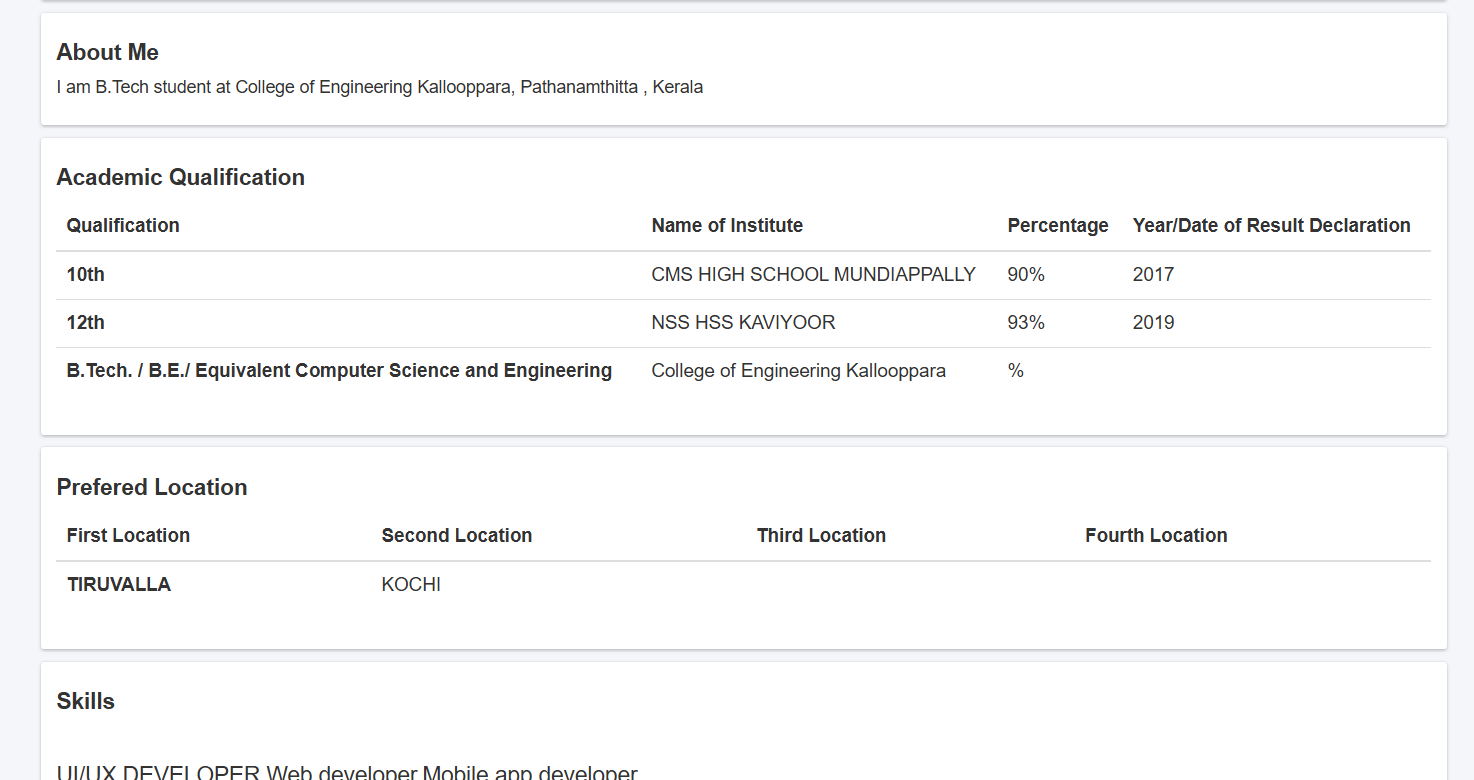 About Me
I am B.Tech student at College of Engineering Kallooppara, Pathanamthitta , Kerala
Academic Qualification
Qualification Name of Institute Percentage Year/Date of Result Declaration
10th CMS HIGH SCHOOL MUNDIAPPALLY 90% 2017
12th NSS HSS KAVIYOOR 93% 2019
B.Tech. / B.E./ Equivalent Computer Science and Engineering College of Engineering Kallooppara %
Prefered Location
First Location Second Location Third Location Fourth Location
TIRUVALLA KOCHI
Skills
UI/UX DEVELOPER Web developer Mobile app developer